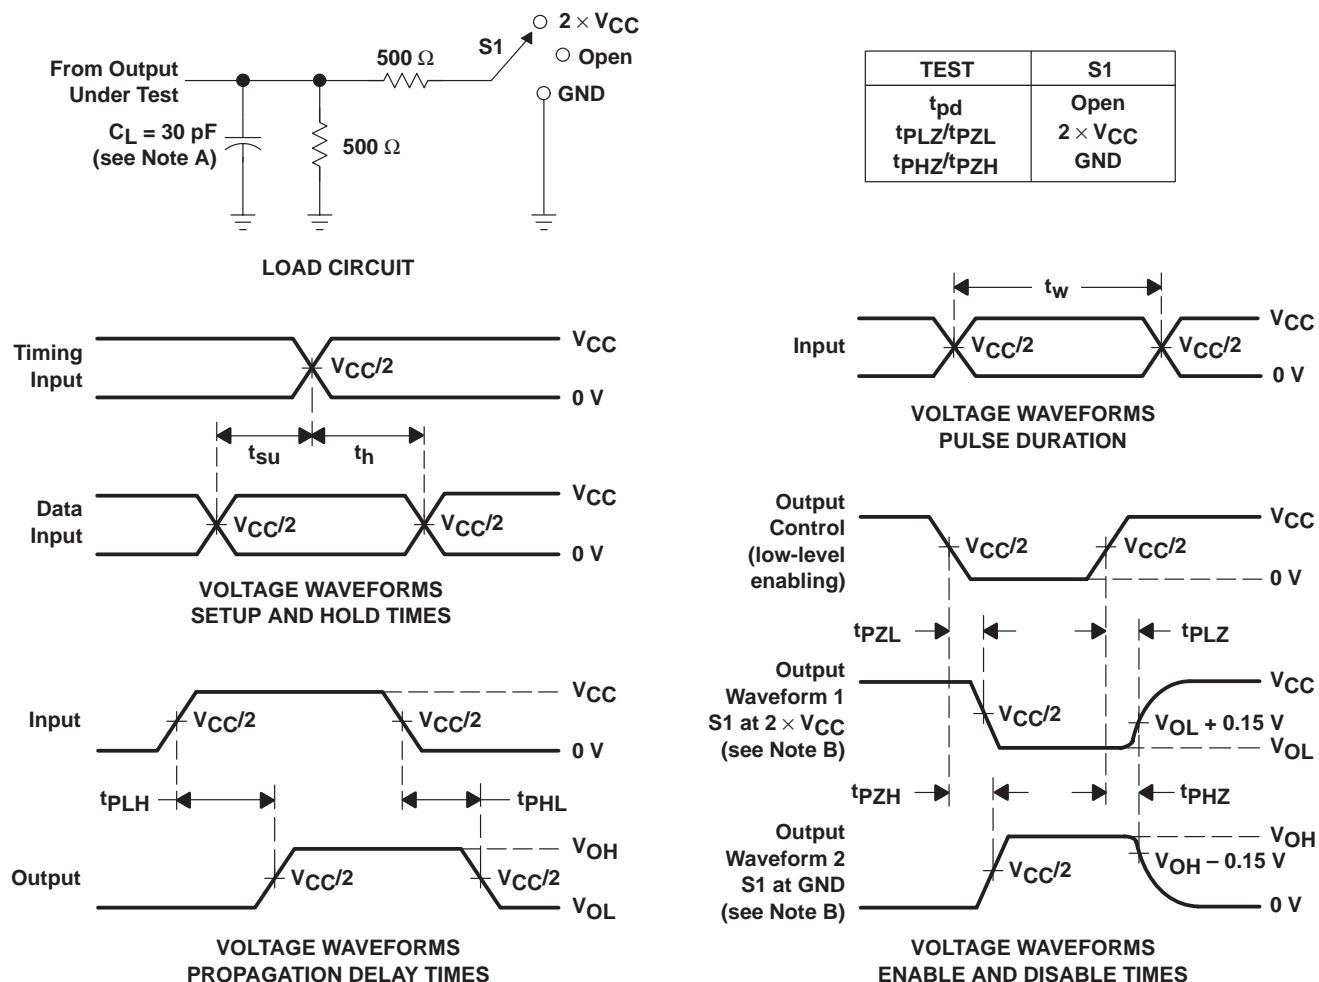 2 × VCC
S1
500 Ω
Open
From Output
Under Test
GND
CL = 30 pF
(see Note A)
500 Ω
LOAD CIRCUIT
TEST S1
tpd Open
tPLZ/tPZL 2 × VCC
tPHZ/tPZH GND
Timing
Input
VCC
VCC/2
0 V
tsu
th
Data
Input
VCC
VCC/2
VCC/2
0 V
VOLTAGE WAVEFORMS
SETUP AND HOLD TIMES
tw
Input
VCC
VCC/2
VCC/2
0 V
VOLTAGE WAVEFORMS
PULSE DURATION
Input
VCC
VCC/2
VCC/2
0 V
tPLH
tPHL
Output
VOH
VCC/2
VCC/2
VOL
VOLTAGE WAVEFORMS
PROPAGATION DELAY TIMES
Output
Control
(low-level
enabling)
VCC
VCC/2
VCC/2
0 V
tPZL
tPLZ
Output
Waveform 1
S1 at 2 × VCC
(see Note B)
VCC
VCC/2
VOL + 0.15 V
VOL
tPZH
tPHZ
Output
Waveform 2
S1 at GND
(see Note B)
VOH
VCC/2
VOH – 0.15 V
0 V
VOLTAGE WAVEFORMS
ENABLE AND DISABLE TIMES